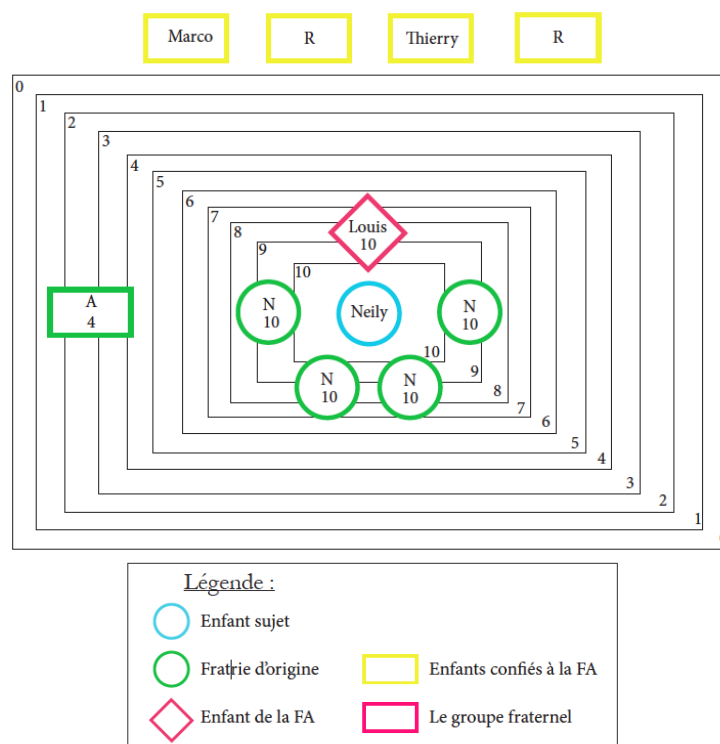 Marco
R
Thierry
R
0
1
2
3
4
5
6
7
8
9
10
Louis
10
A
4
N
10
Neily
N
10
N
10
N
10
10
9
8
7
6
5
4
3
2
1
Légende :
Enfant sujet
Fratrie d'origine
Enfants confiés à la FA
Enfant de la FA
Le groupe fraternel